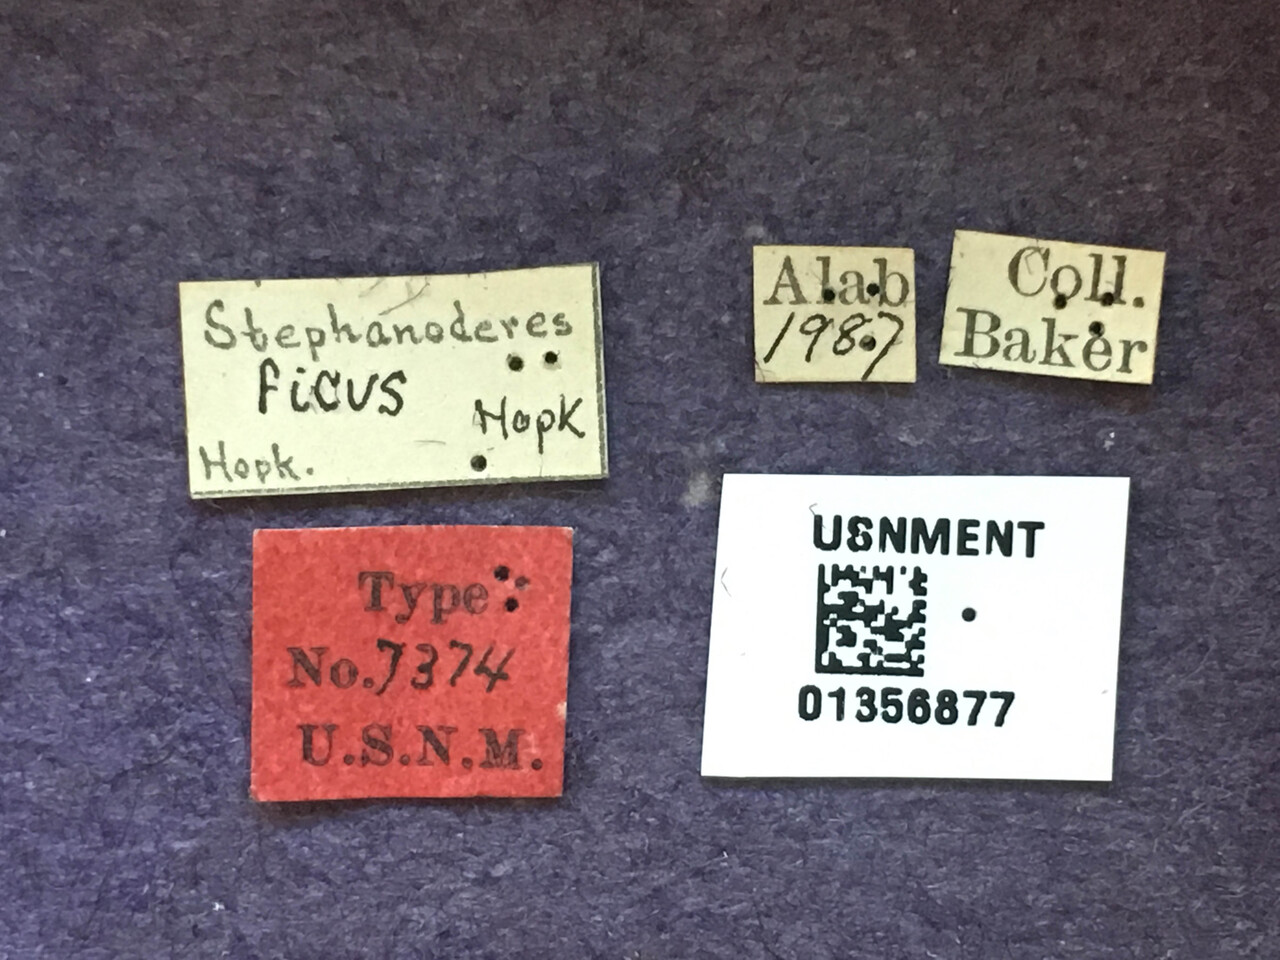 Stephanoderes
ficus
Hopk
Hopk.
Alab
1987
Coll.
Baker
Type
No. 7374
U.S.N.M.
USNMENT
01356877